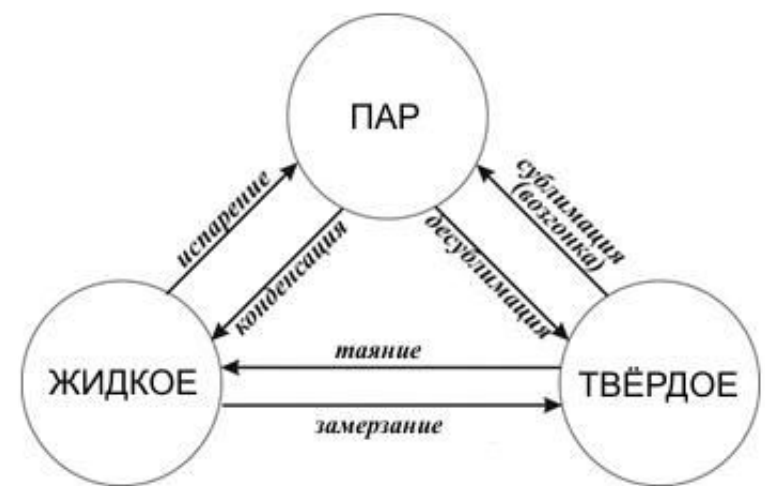 ПАР
испарение
конденсация
десублимация
сублимация
(возгонка)
ЖИДКОЕ
таяние
ТВЁРДОЕ
замерзание